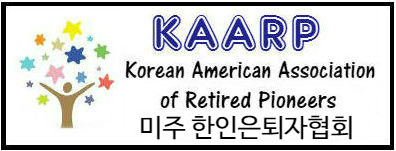 KAARP
Korean American Association
of Retired Pioneers
미주 한인은퇴자협회